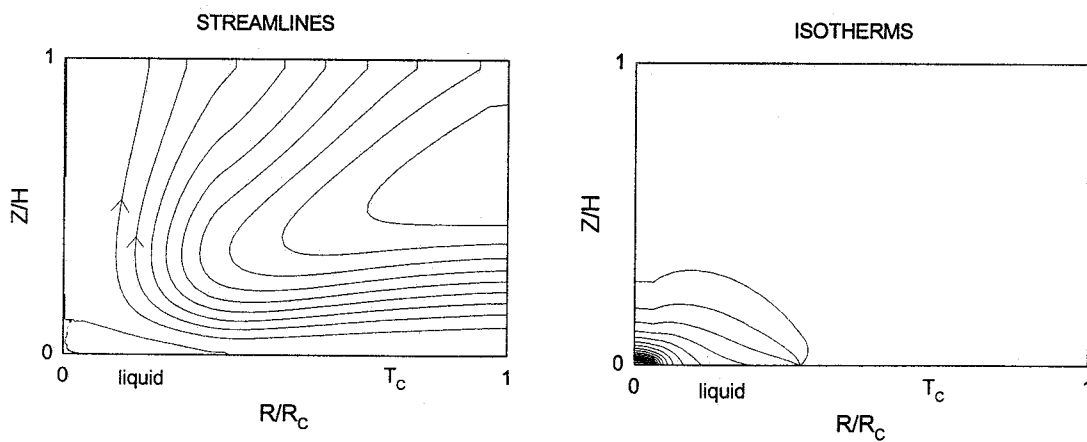 STREAMLINES
1
Z/H
0
0
liquid
T_C
1
R/R_C
ISOTHERMS
1
Z/H
0
0
liquid
T_C
1
R/R_C